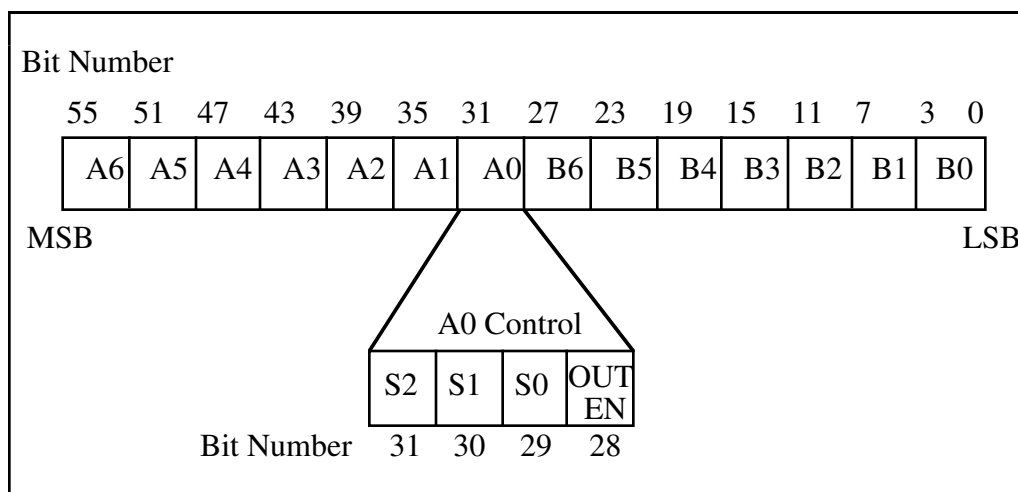 Bit Number
55 51 47 43 39 35 31 27 23 19 15 11 7 3 0
A6 A5 A4 A3 A2 A1 A0 B6 B5 B4 B3 B2 B1 B0
MSB LSB
A0 Control
S2 S1 S0 OUT EN
Bit Number 31 30 29 28